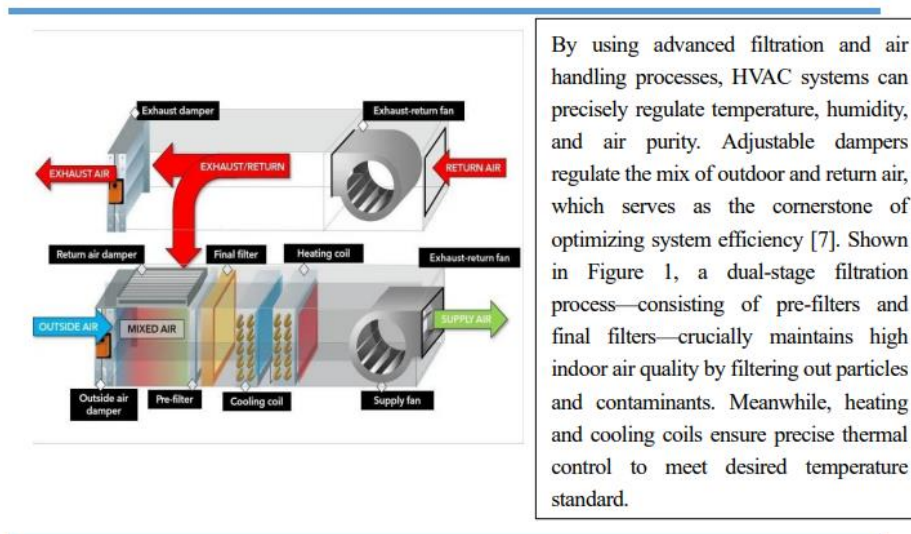 Exhaust damper
Exhaust-return fan
EXHAUST AIR
EXHAUST/RETURN
RETURN AIR
Return air damper
Final filter
Heating coil
Exhaust-return fan
OUTSIDE AIR
MIXED AIR
SUPPLY AIR
Outside air
damper
Pre-filter
Cooling coil
Supply fan
By using advanced filtration and air
handling processes, HVAC systems can
precisely regulate temperature, humidity,
and air purity. Adjustable dampers
regulate the mix of outdoor and return air,
which serves as the cornerstone of
optimizing system efficiency [7]. Shown
in Figure 1, a dual-stage filtration
process—consisting of pre-filters and
final filters—crucially maintains high
indoor air quality by filtering out particles
and contaminants. Meanwhile, heating
and cooling coils ensure precise thermal
control to meet desired temperature
standard.